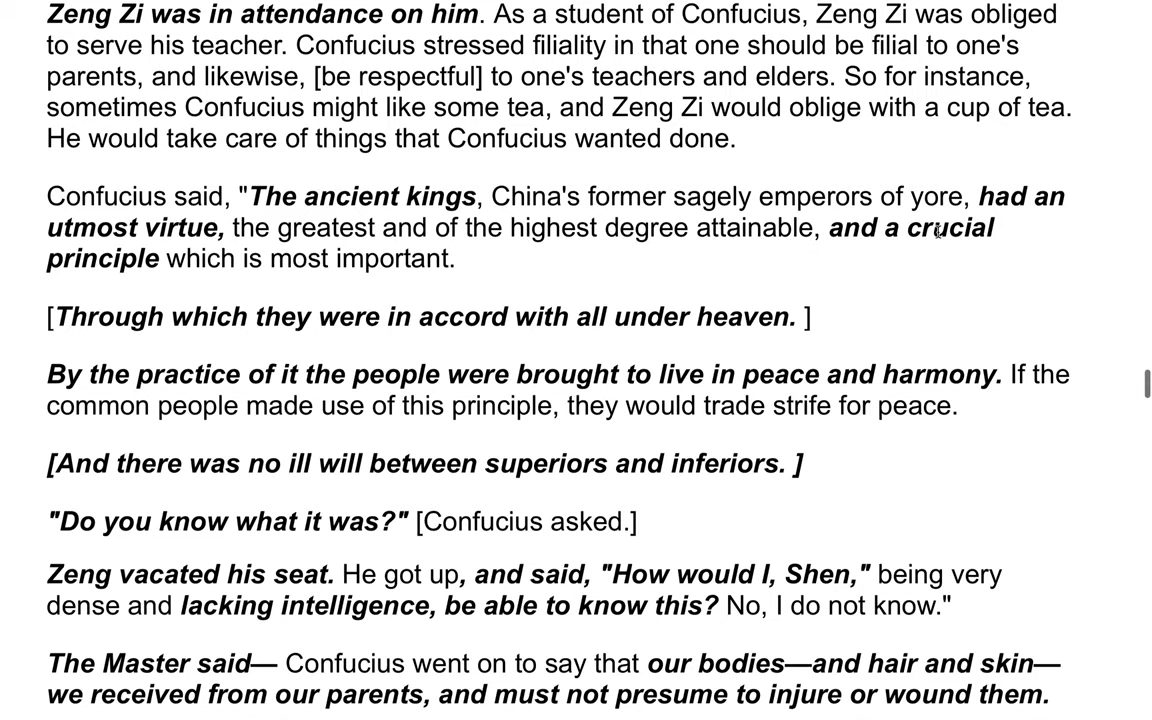 Zeng Zi was in attendance on him. As a student of Confucius, Zeng Zi was obliged
to serve his teacher. Confucius stressed filiality in that one should be filial to one's
parents, and likewise, [be respectful] to one's teachers and elders. So for instance,
sometimes Confucius might like some tea, and Zeng Zi would oblige with a cup of tea.
He would take care of things that Confucius wanted done.
Confucius said, "The ancient kings, China's former sagely emperors of yore, had an
utmost virtue, the greatest and of the highest degree attainable, and a crucial
principle which is most important.
[Through which they were in accord with all under heaven. ]
By the practice of it the people were brought to live in peace and harmony. If the
common people made use of this principle, they would trade strife for peace.
[And there was no ill will between superiors and inferiors. ]
"Do you know what it was?" [Confucius asked.]
Zeng vacated his seat. He got up, and said, "How would I, Shen," being very
dense and lacking intelligence, be able to know this? No, I do not know."
The Master said— Confucius went on to say that our bodies—and hair and skin—
we received from our parents, and must not presume to injure or wound them.